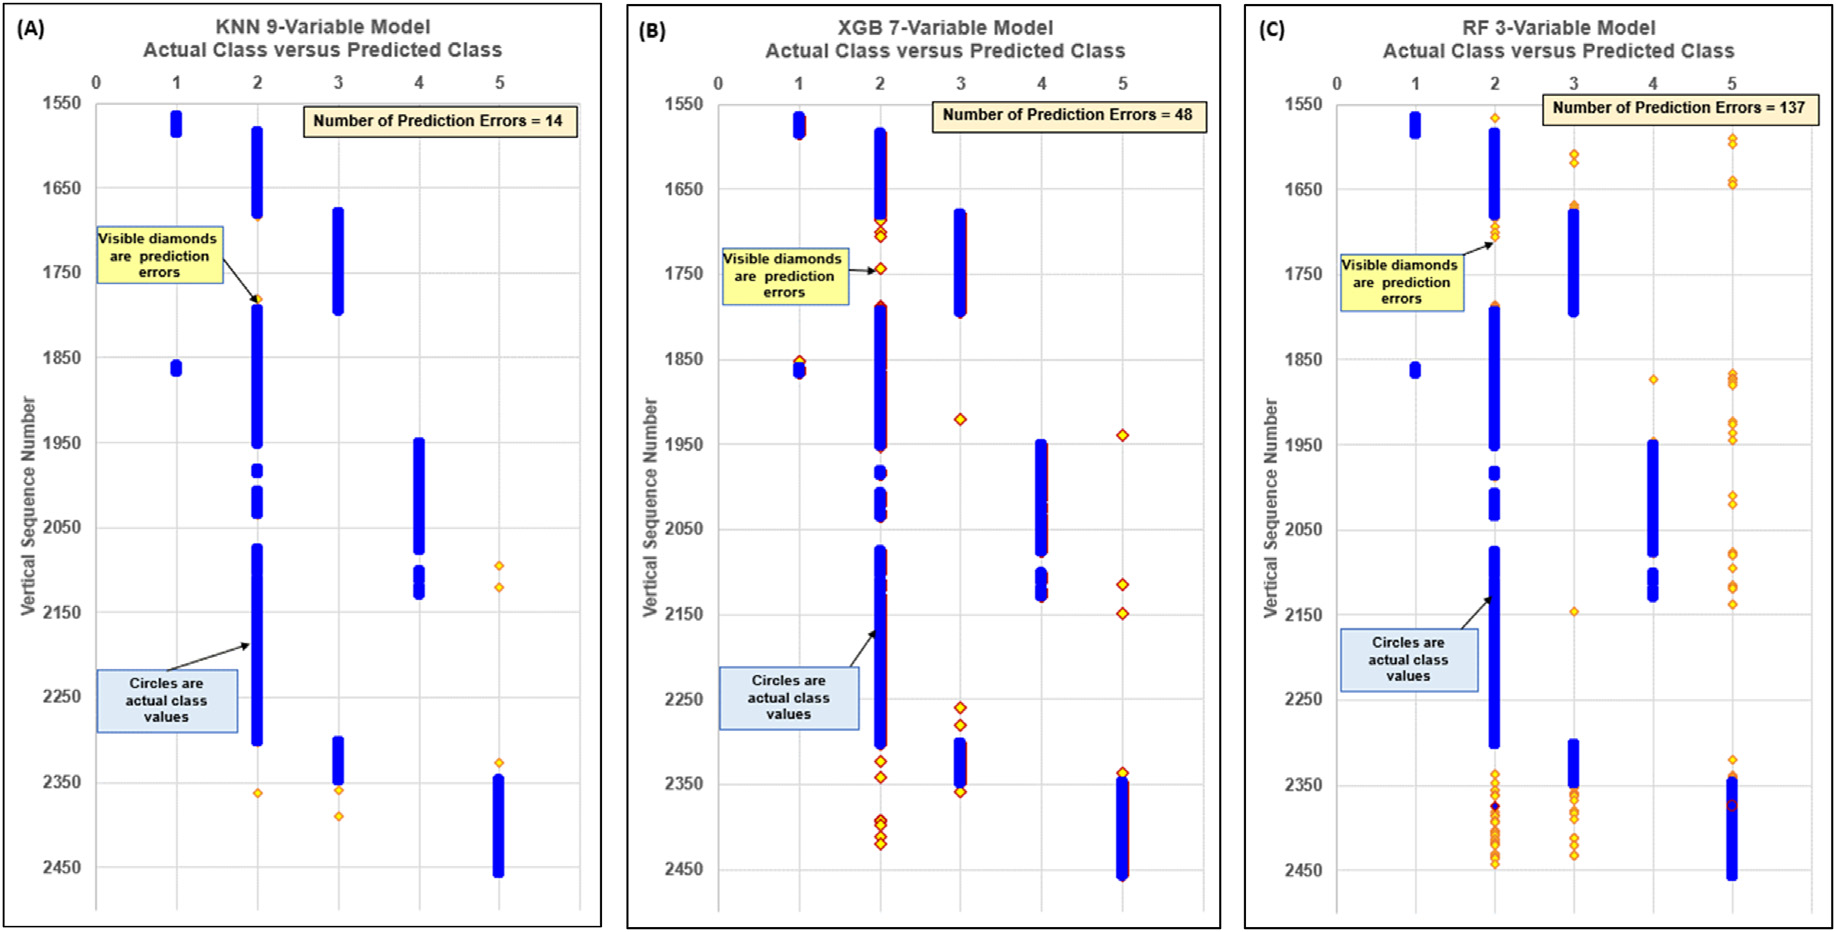 (A)
KNN 9-Variable Model
Actual Class versus Predicted Class
0 1 2 3 4 5
Number of Prediction Errors = 14
1550
1650
1750
1850
1950
2050
2150
2250
2350
2450
Vertical Sequence Number
Visible diamonds
are prediction
errors
Circles are
actual class
values
(B)
XGB 7-Variable Model
Actual Class versus Predicted Class
0 1 2 3 4 5
Number of Prediction Errors = 48
1550
1650
1750
1850
1950
2050
2150
2250
2350
2450
Vertical Sequence Number
Visible diamonds
are prediction
errors
Circles are
actual class
values
(C)
RF 3-Variable Model
Actual Class versus Predicted Class
0 1 2 3 4 5
Number of Prediction Errors = 137
1550
1650
1750
1850
1950
2050
2150
2250
2350
2450
Vertical Sequence Number
Visible diamonds
are prediction
errors
Circles are
actual class
values